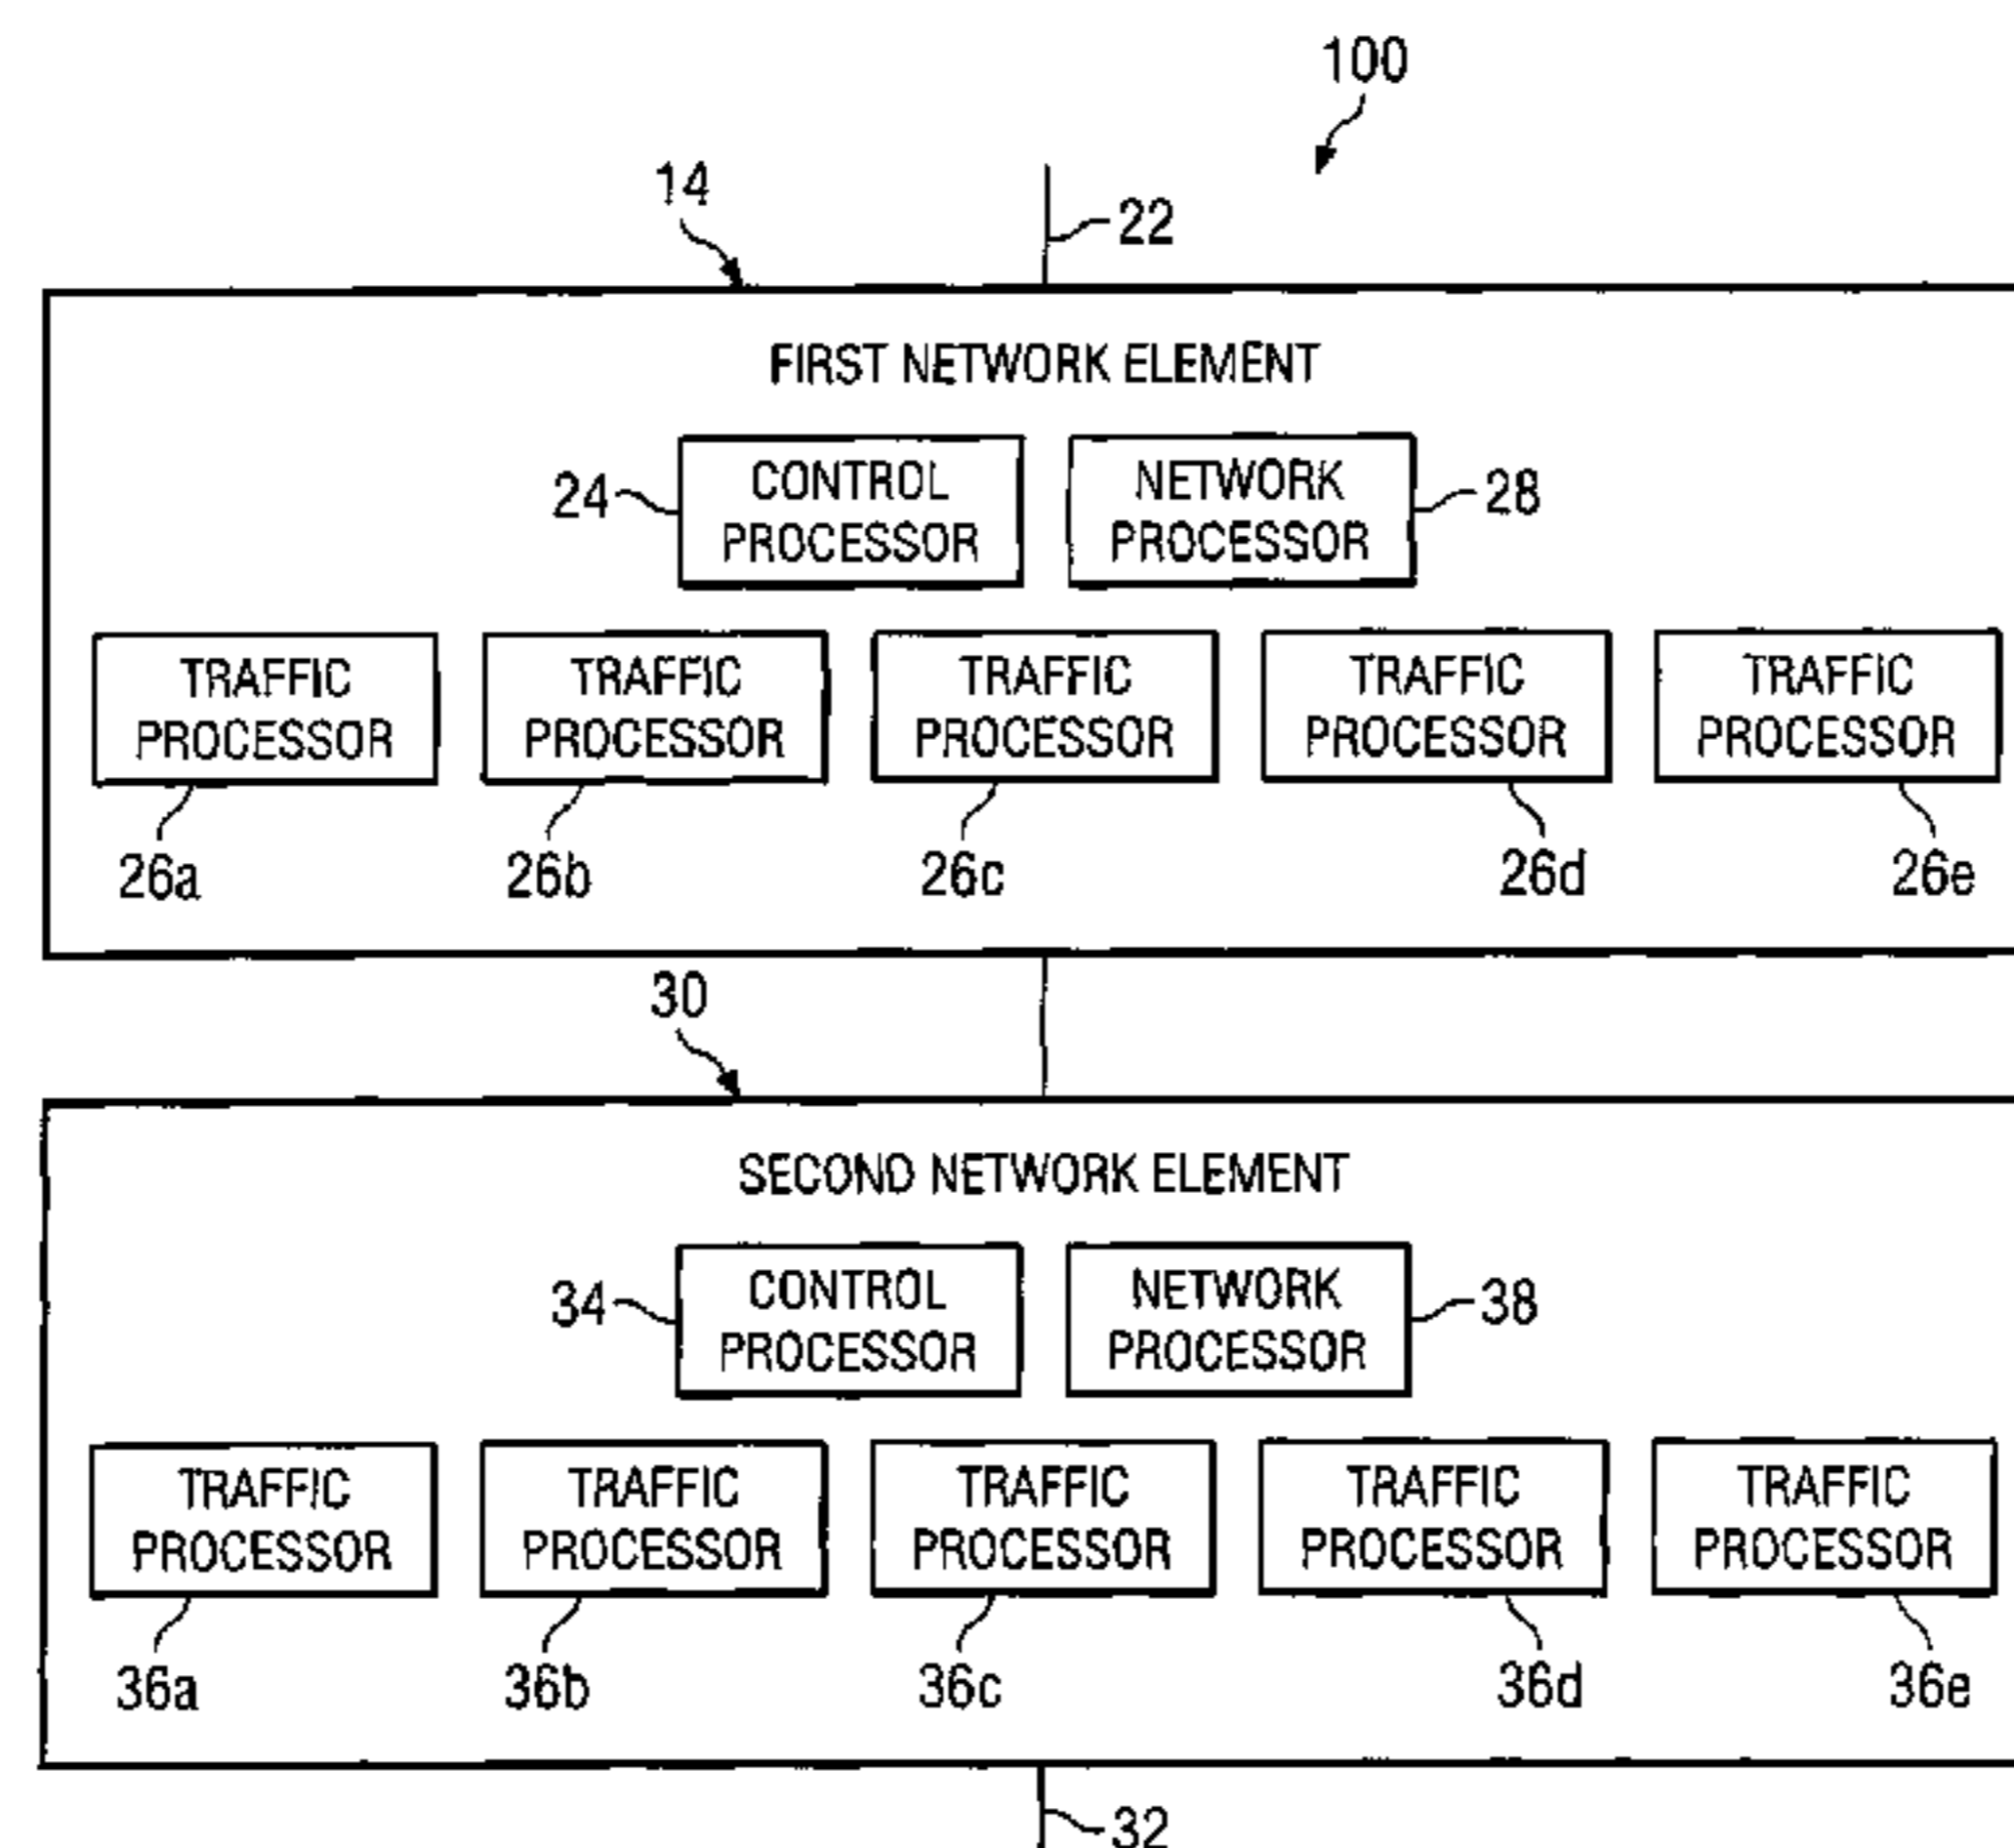 100
14
22
FIRST NETWORK ELEMENT
24
CONTROL
PROCESSOR
NETWORK
PROCESSOR
28
TRAFFIC
PROCESSOR
TRAFFIC
PROCESSOR
TRAFFIC
PROCESSOR
TRAFFIC
PROCESSOR
TRAFFIC
PROCESSOR
26a
26b
26c
26d
26e
30
SECOND NETWORK ELEMENT
34
CONTROL
PROCESSOR
NETWORK
PROCESSOR
38
TRAFFIC
PROCESSOR
TRAFFIC
PROCESSOR
TRAFFIC
PROCESSOR
TRAFFIC
PROCESSOR
TRAFFIC
PROCESSOR
36a
36b
36c
36d
36e
32